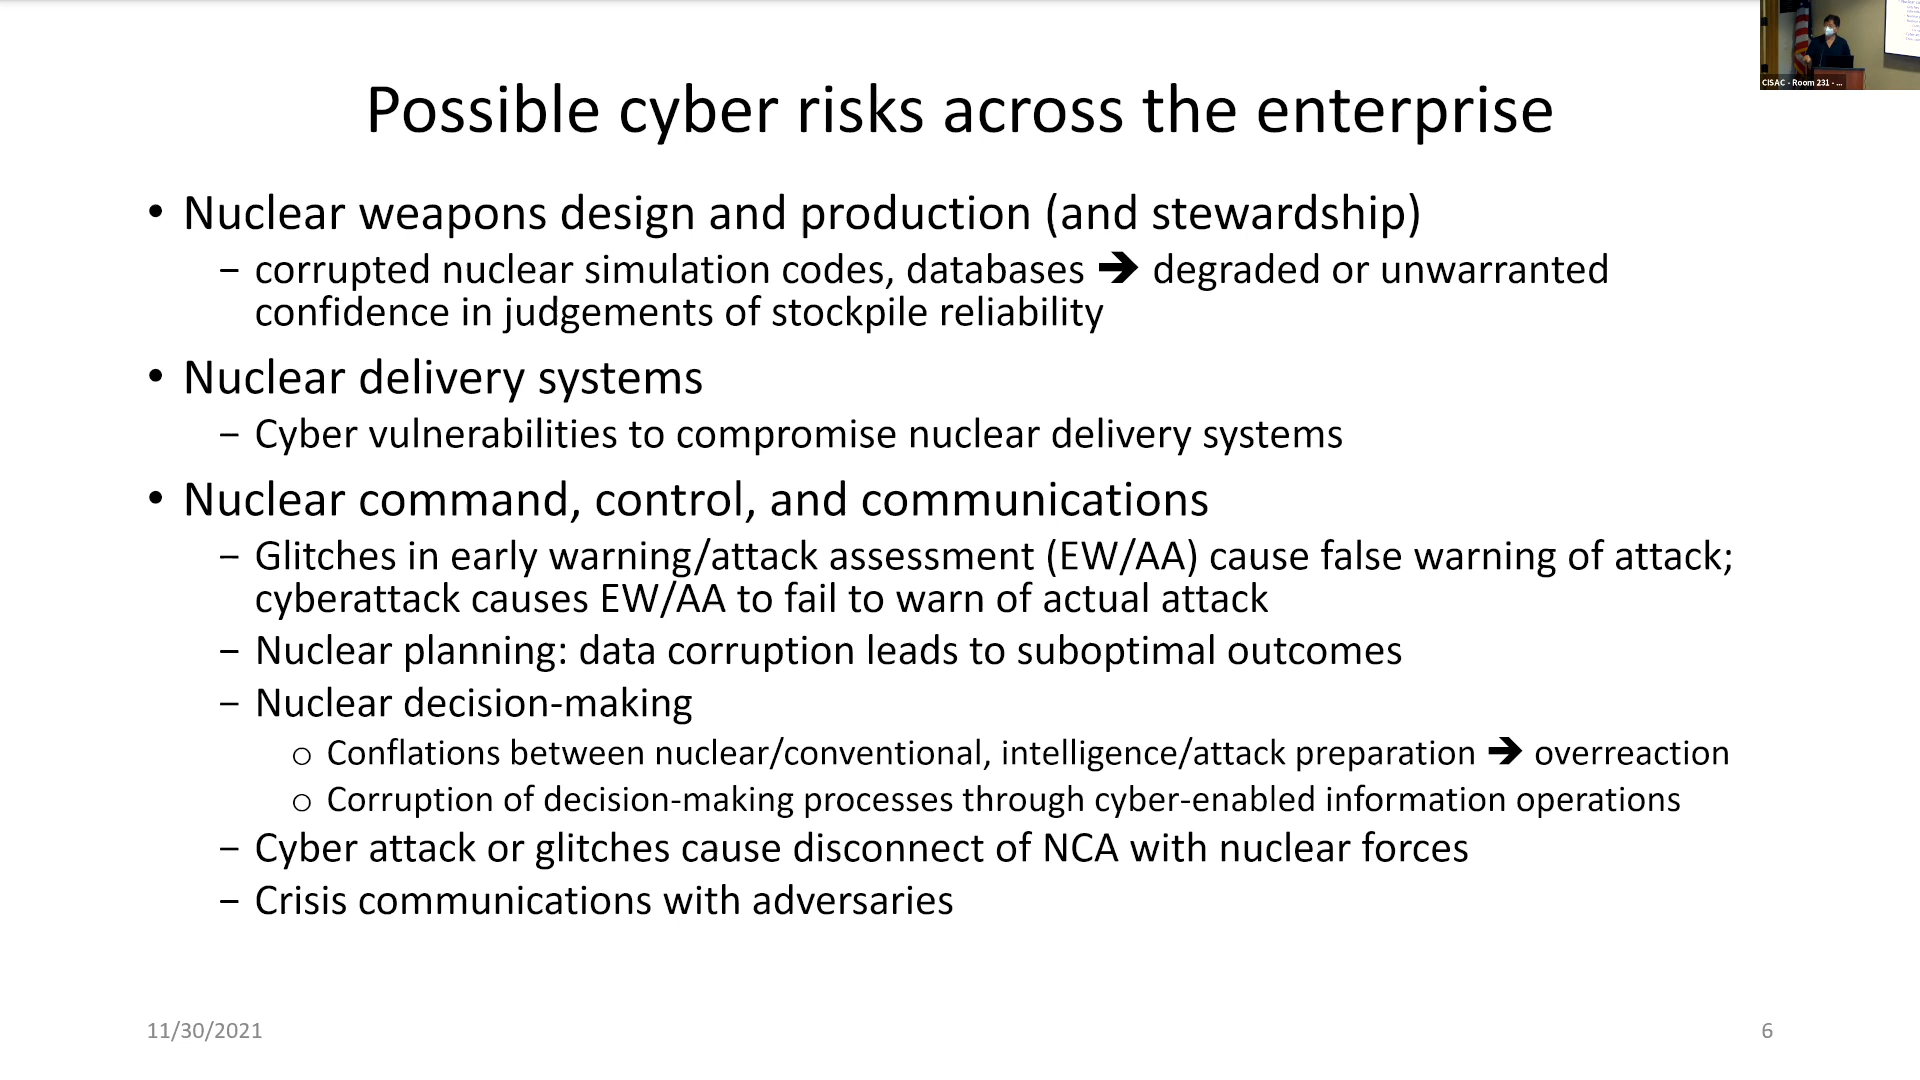 CISAC - Room 231 - ...
Possible cyber risks across the enterprise
• Nuclear weapons design and production (and stewardship)
– corrupted nuclear simulation codes, databases ➔ degraded or unwarranted
confidence in judgements of stockpile reliability
• Nuclear delivery systems
– Cyber vulnerabilities to compromise nuclear delivery systems
• Nuclear command, control, and communications
– Glitches in early warning/attack assessment (EW/AA) cause false warning of attack;
cyberattack causes EW/AA to fail to warn of actual attack
– Nuclear planning: data corruption leads to suboptimal outcomes
– Nuclear decision-making
o Conflations between nuclear/conventional, intelligence/attack preparation ➔ overreaction
o Corruption of decision-making processes through cyber-enabled information operations
– Cyber attack or glitches cause disconnect of NCA with nuclear forces
– Crisis communications with adversaries
11/30/2021
6